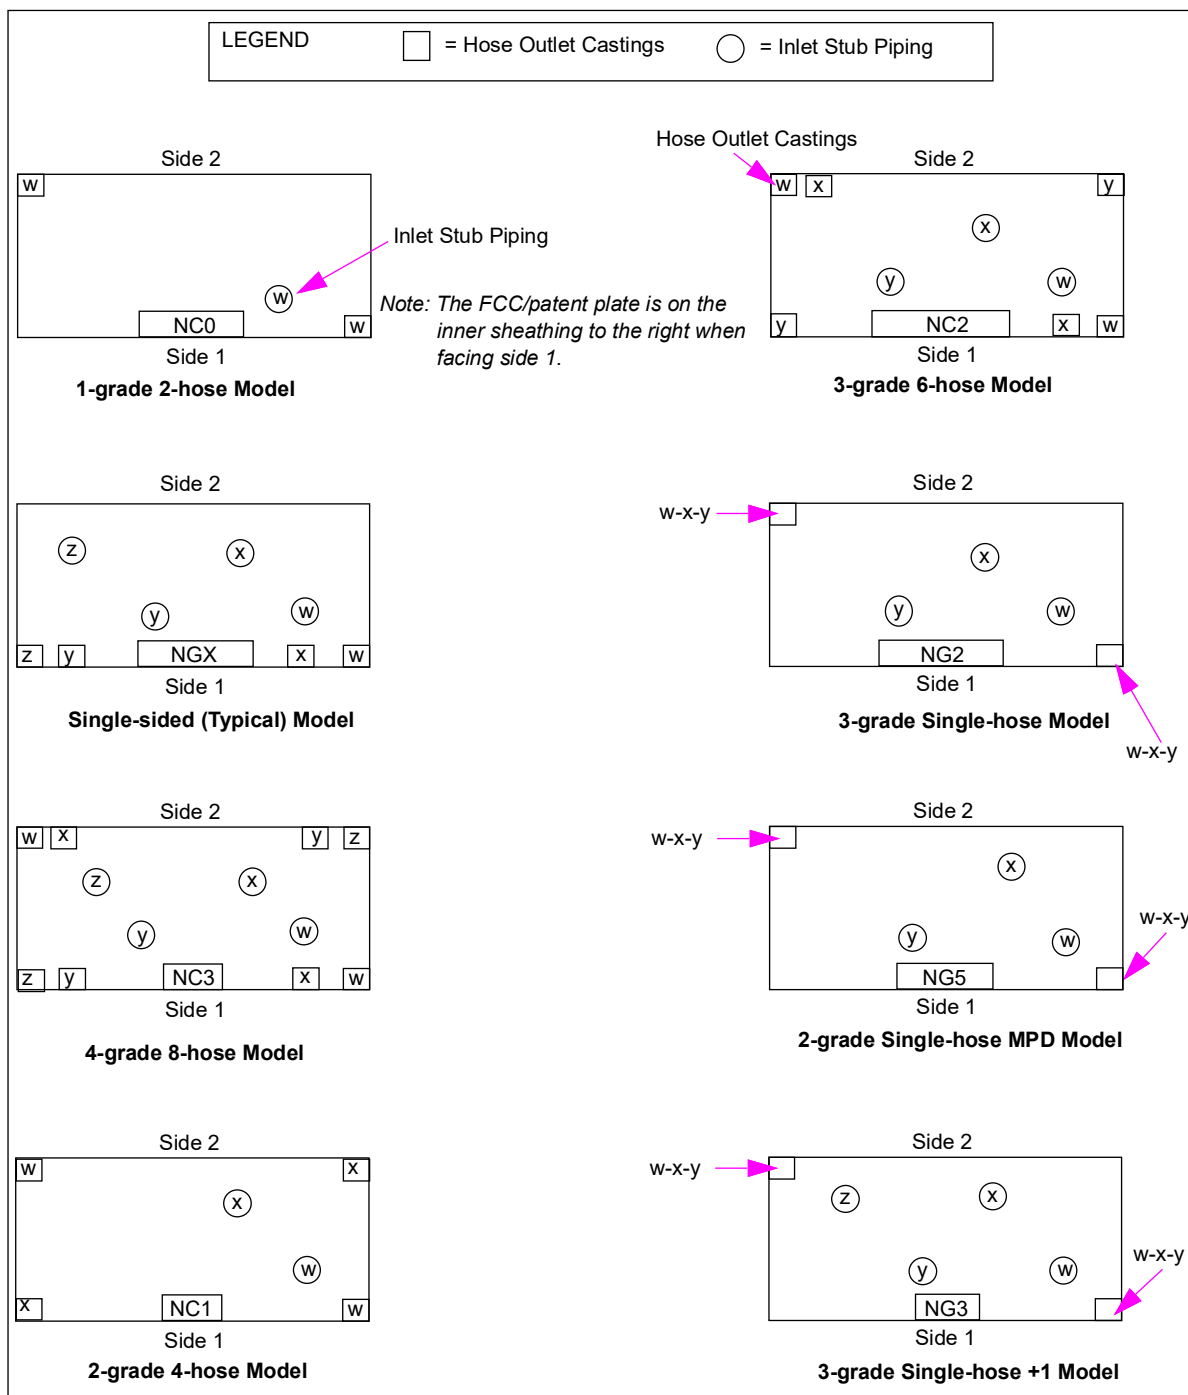 LEGEND
= Hose Outlet Castings
= Inlet Stub Piping
Side 2
w
Inlet Stub Piping
w
NC0
w
Side 1
1-grade 2-hose Model
Note: The FCC/patent plate is on the
inner sheathing to the right when
facing side 1.
Hose Outlet Castings
Side 2
w x y
x
y w
y NC2 x w
Side 1
3-grade 6-hose Model
Side 2
z x
y w
z y NGX x w
Side 1
Single-sided (Typical) Model
Side 2
w-x-y
x
y w
NG2
Side 1
3-grade Single-hose Model
w-x-y
Side 2
w x y z
z x
y w
z y NC3 x w
Side 1
4-grade 8-hose Model
Side 2
w-x-y
x
w-x-y
y w
NG5
Side 1
2-grade Single-hose MPD Model
Side 2
w x
x
w
x NC1 w
Side 1
2-grade 4-hose Model
Side 2
w-x-y
z x
w-x-y
y w
NG3
Side 1
3-grade Single-hose +1 Model